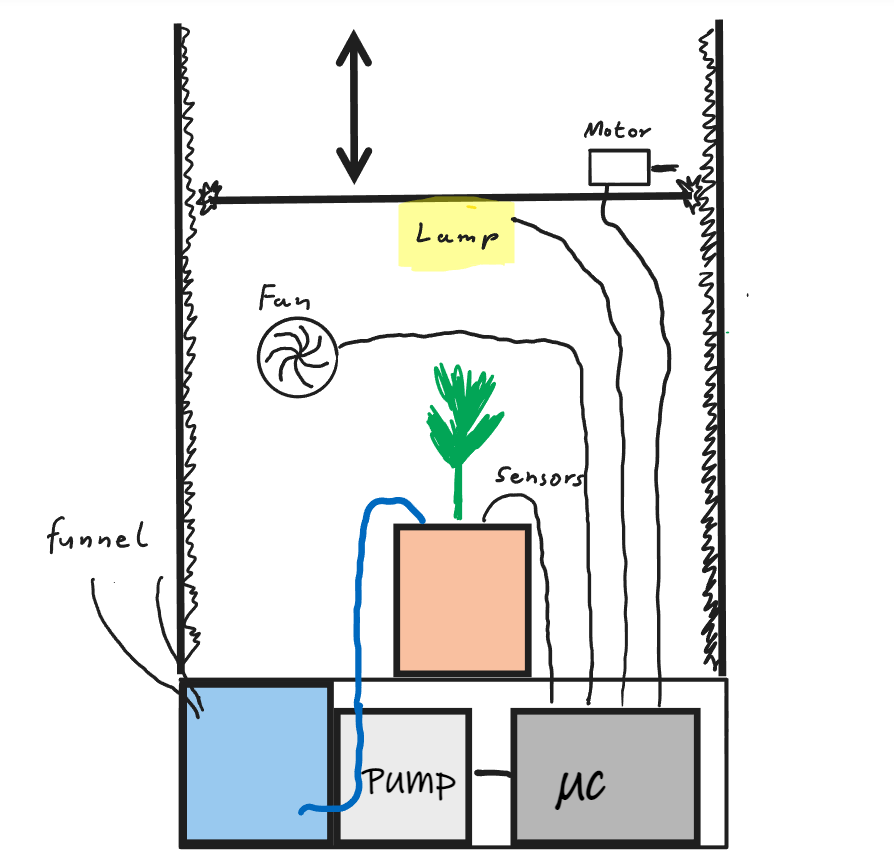 Motor
Lamp
Fan
sensors
funnel
PUMP
μC